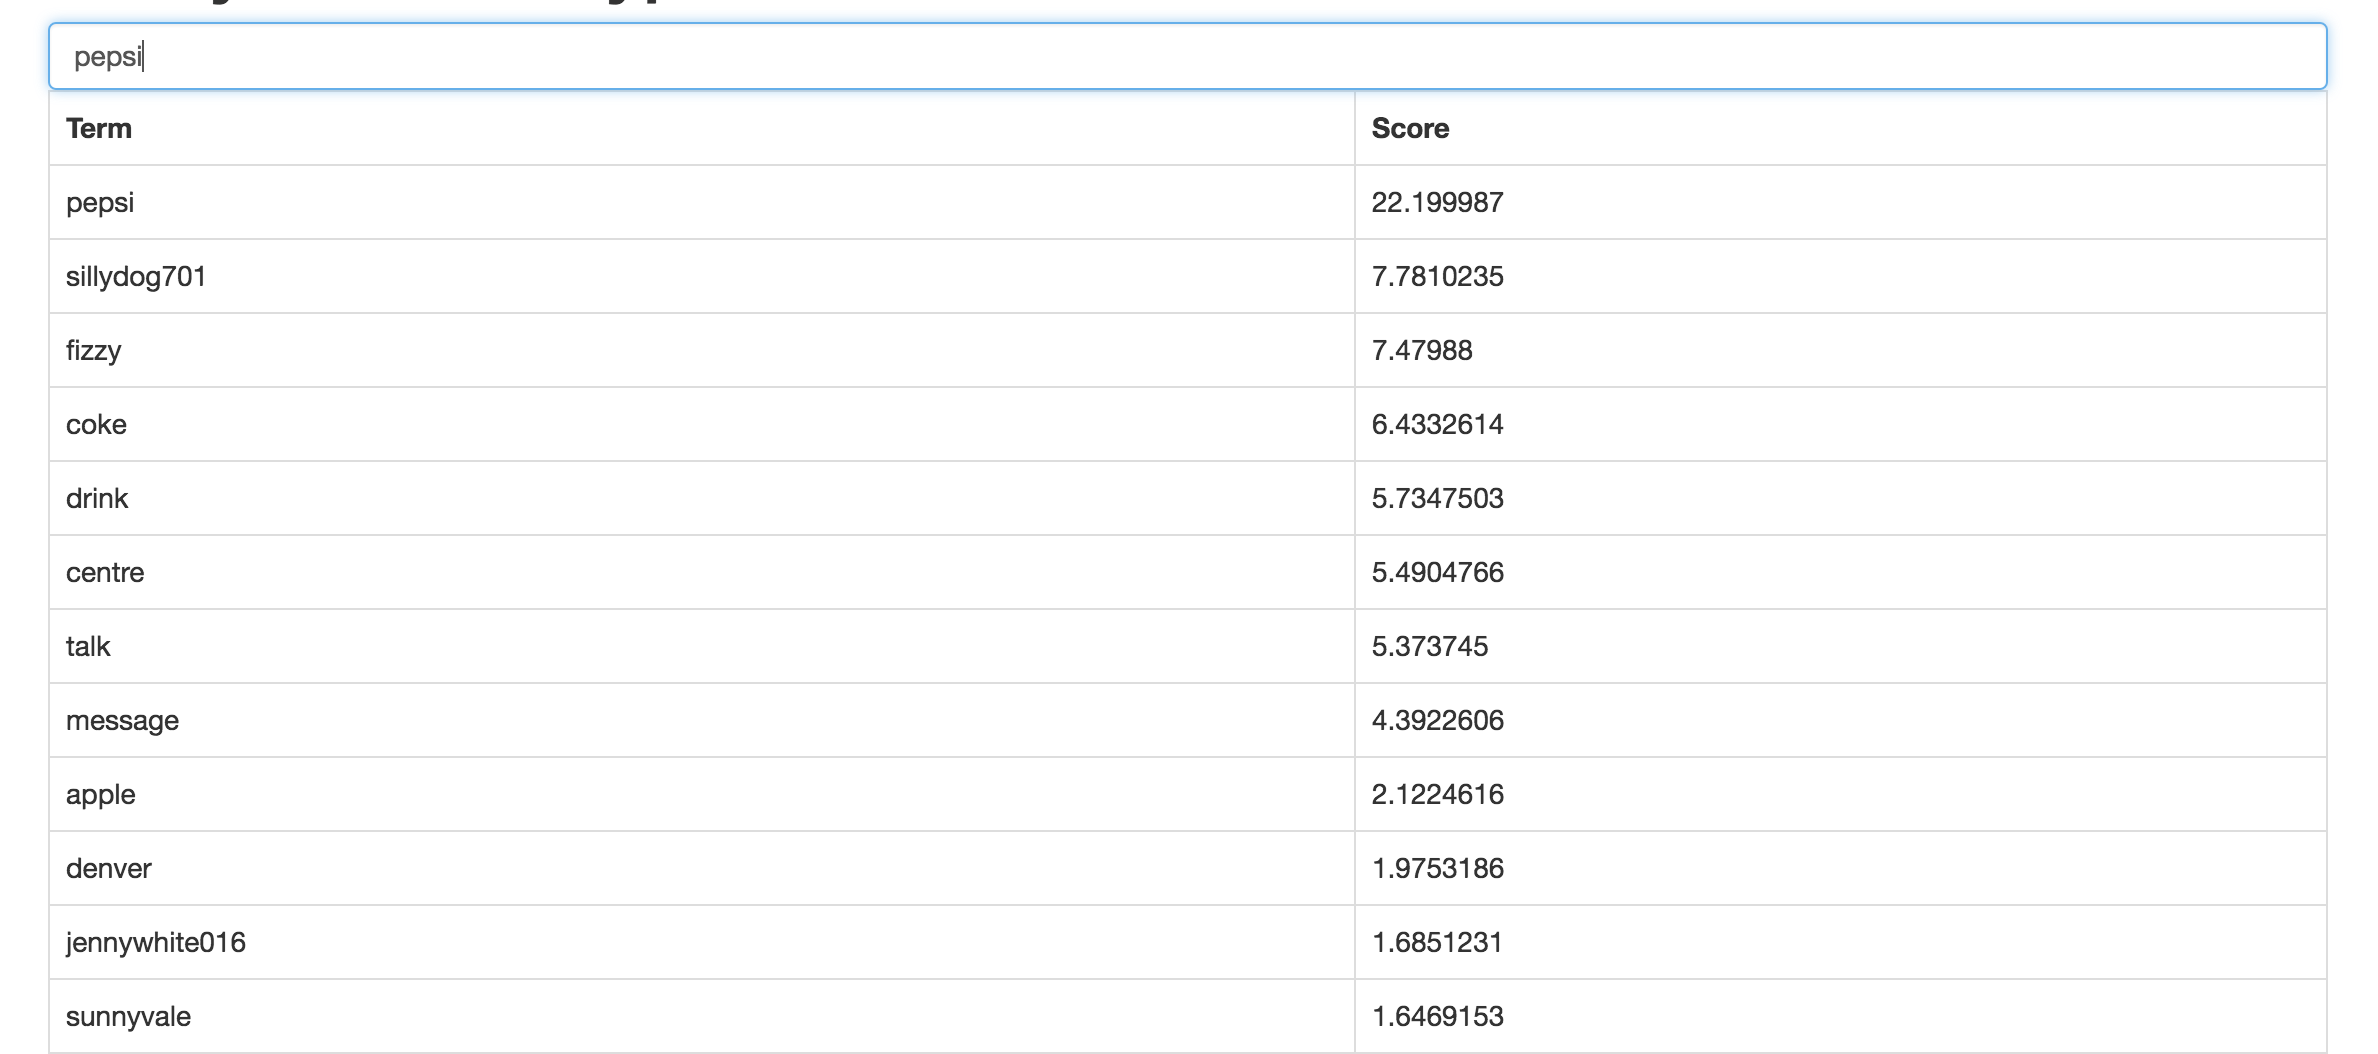 pepsi
Term Score
pepsi 22.199987
sillydog701 7.7810235
fizzy 7.47988
coke 6.4332614
drink 5.7347503
centre 5.4904766
talk 5.373745
message 4.3922606
apple 2.1224616
denver 1.9753186
jennywhite016 1.6851231
sunnyvale 1.6469153